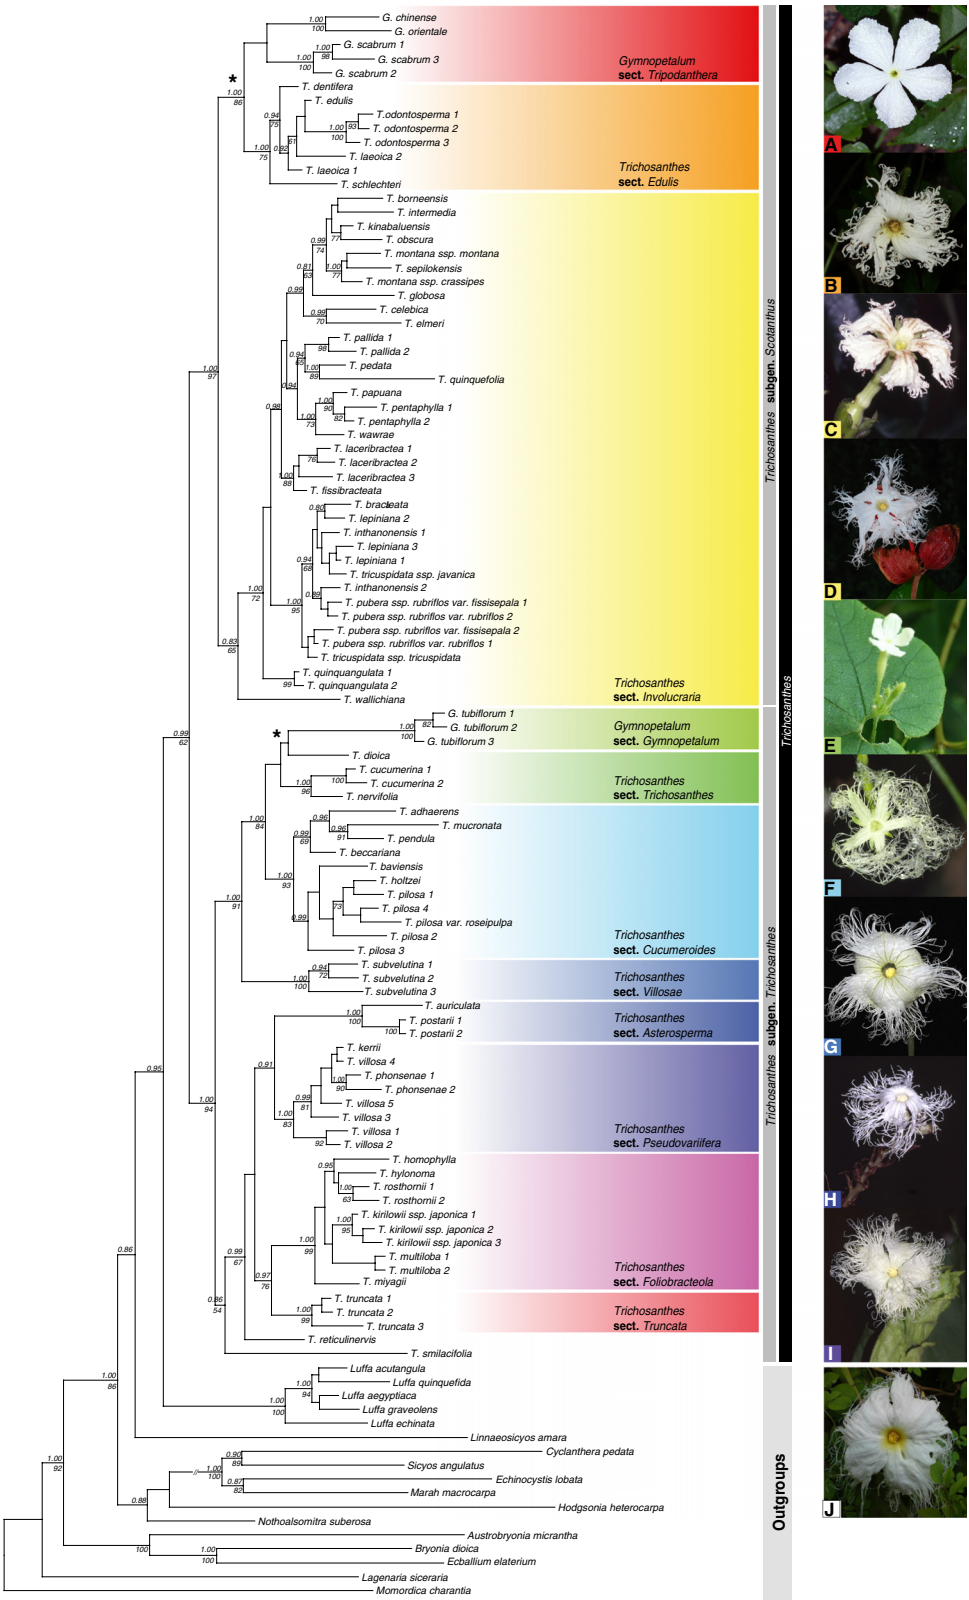 G. chinense
G. orientale
G. scabrum 1
G. scabrum 3
G. scabrum 2
Gymnopetalum
sect. Tripodanthera
T. dentifera
T. edulis
T.odontosperma 1
T. odontosperma 2
T. odontosperma 3
T. laeoica 2
T. laeoica 1
T. schlechteri
Trichosanthes
sect. Edulis
T. borneensis
T. intermedia
T. kinabaluensis
T. obscura
T. montana ssp. montana
T. sepilokensis
T. montana ssp. crassipes
T. globosa
T. celebica
T. elmeri
T. pallida 1
T. pallida 2
T. pedata
T. quinquefolia
T. papuana
T. pentaphylla 1
T. pentaphylla 2
T. wawrae
T. laceribractea 1
T. laceribractea 2
T. laceribractea 3
T. fissibracteata
T. bracteata
T. lepiniana 2
T. inthanonensis 1
T. lepiniana 3
T. lepiniana 1
T. tricuspidata ssp. javanica
T. inthanonensis 2
T. pubera ssp. rubriflos var. fissisepala 1
T. pubera ssp. rubriflos var. rubriflos 2
T. pubera ssp. rubriflos var. fissisepala 2
T. pubera ssp. rubriflos var. rubriflos 1
T. tricuspidata ssp. tricuspidata
T. quinquangulata 1
T. quinquangulata 2
T. wallichiana
Trichosanthes
sect. Involucraria
G. tubiflorum 1
G. tubiflorum 2
G. tubiflorum 3
Gymnopetalum
sect. Gymnopetalum
T. dioica
T. cucumerina 1
T. cucumerina 2
T. nervifolia
Trichosanthes
sect. Trichosanthes
T. adhaerens
T. mucronata
T. pendula
T. beccariana
T. baviensis
T. holtzei
T. pilosa 1
T. pilosa 4
T. pilosa var. roseipulpa
T. pilosa 2
T. pilosa 3
Trichosanthes
sect. Cucumeroides
T. subvelutina 1
T. subvelutina 2
T. subvelutina 3
Trichosanthes
sect. Villosae
T. auriculata
T. postarii 1
T. postarii 2
Trichosanthes
sect. Asterosperma
T. kerrii
T. villosa 4
T. phonsenae 1
T. phonsenae 2
T. villosa 5
T. villosa 3
T. villosa 1
T. villosa 2
Trichosanthes
sect. Pseudovariifera
T. homophylla
T. hylonoma
T. rosthornii 1
T. rosthornii 2
T. kirilowii ssp. japonica 1
T. kirilowii ssp. japonica 2
T. kirilowii ssp. japonica 3
T. multiloba 1
T. multiloba 2
T. miyagii
Trichosanthes
sect. Foliobracteola
T. truncata 1
T. truncata 2
T. truncata 3
Trichosanthes
sect. Truncata
T. reticulinervis
T. smilacifolia
Luffa acutangula
Luffa quinquefida
Luffa aegyptiaca
Luffa graveolens
Luffa echinata
Linnaeosicyos amara
Cyclanthera pedata
Sicyos angulatus
Echinocystis lobata
Marah macrocarpa
Hodgsonia heterocarpa
Nothoalsomitra suberosa
Austrobryonia micrantha
Bryonia dioica
Ecballium elaterium
Lagenaria siceraria
Momordica charantia
Trichosanthes subgen. Scotanthus
Trichosanthes subgen. Trichosanthes
Trichosanthes
Outgroups
A
B
C
D
E
F
G
H
I
J